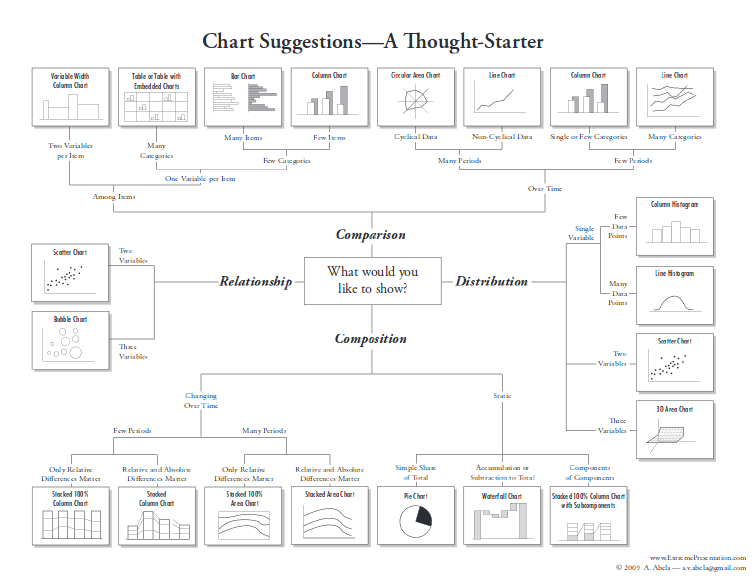 Chart Suggestions—A Thought-Starter
Variable Width
Column Chart
Table or Table with
Embedded Charts
Bar Chart
Column Chart
Circular Area Chart
Line Chart
Column Chart
Line Chart
Two Variables
per Item
Many
Categories
Many Items
Few Items
Cyclical Data
Non-Cyclical Data
Single or Few Categories
Many Categories
Few Categories
Many Periods
Few Periods
One Variable per Item
Among Items
Over Time
Comparison
What would you
like to show?
Relationship
Distribution
Composition
Scatter Chart
Two
Variables
Bubble Chart
Three
Variables
Single
Variable
Few
Data
Points
Column Histogram
Many
Data
Points
Line Histogram
Two
Variables
Scatter Chart
Three
Variables
3D Area Chart
Changing
Over Time
Static
Few Periods
Many Periods
Only Relative
Differences Matter
Relative and Absolute
Differences Matter
Only Relative
Differences Matter
Relative and Absolute
Differences Matter
Simple Share
of Total
Accumulation or
Subtraction to Total
Components
of Components
Stacked 100%
Column Chart
Stacked
Column Chart
Stacked 100%
Area Chart
Stacked Area Chart
Pie Chart
Waterfall Chart
Stacked 100% Column Chart
with Subcomponents
www.ExtremePresentation.com
© 2009 A. Abela — a.v.abela@gmail.com